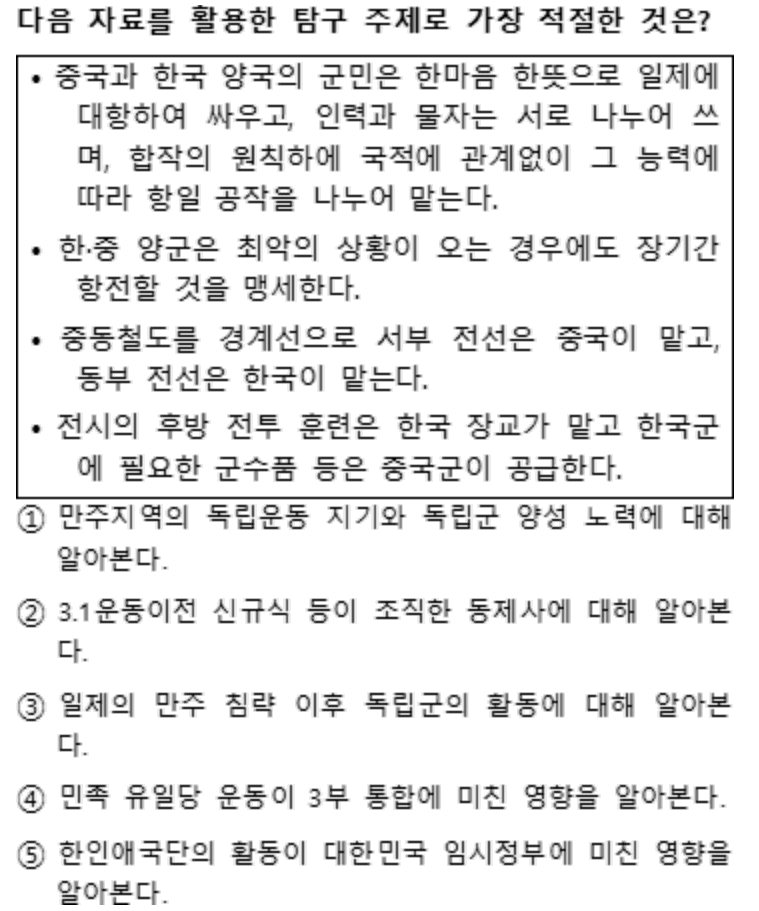 다음 자료를 활용한 탐구 주제로 가장 적절한 것은?
• 중국과 한국 양국의 군민은 한마음 한뜻으로 일제에
대항하여 싸우고, 인력과 물자는 서로 나누어 쓰
며, 합작의 원칙하에 국적에 관계없이 그 능력에
따라 항일 공작을 나누어 맡는다.
• 한·중 양군은 최악의 상황이 오는 경우에도 장기간
항전할 것을 맹세한다.
• 중동철도를 경계선으로 서부 전선은 중국이 맡고,
동부 전선은 한국이 맡는다.
• 전시의 후방 전투 훈련은 한국 장교가 맡고 한국군
에 필요한 군수품 등은 중국군이 공급한다.
① 만주지역의 독립운동 지기와 독립군 양성 노력에 대해
알아본다.
② 3.1운동이전 신규식 등이 조직한 동제사에 대해 알아본
다.
③ 일제의 만주 침략 이후 독립군의 활동에 대해 알아본
다.
④ 민족 유일당 운동이 3부 통합에 미친 영향을 알아본다.
⑤ 한인애국단의 활동이 대한민국 임시정부에 미친 영향을
알아본다.